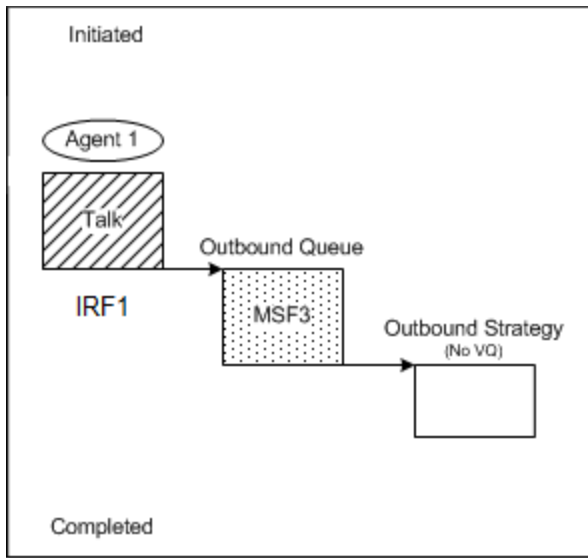 Initiated
Agent 1
Talk
Outbound Queue
IRF1
MSF3
Outbound Strategy
(No VQ)
Completed